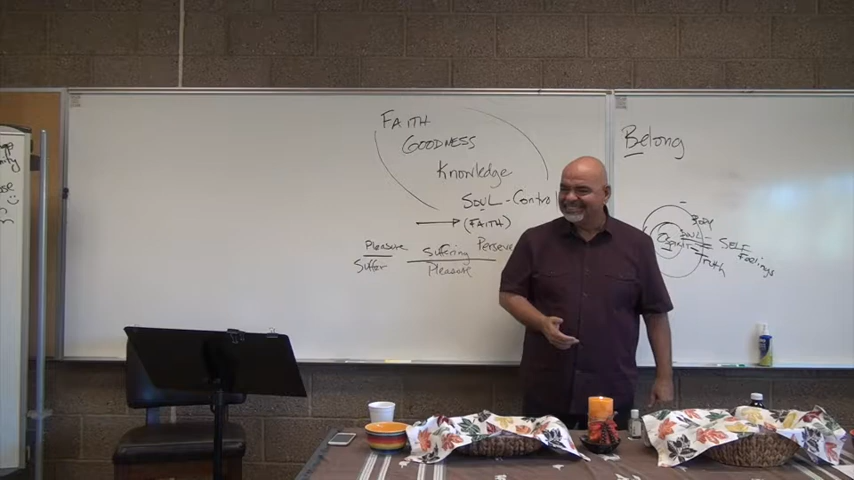 FAITH
GOODNESS
Knowledge
SOUL-Control
(FAITH)
Perseve
Pleasure
Suffer
Suffering
Pleasure
Belong
BODY
SOUL
SPIRIT
SELF
Feelings
Truth